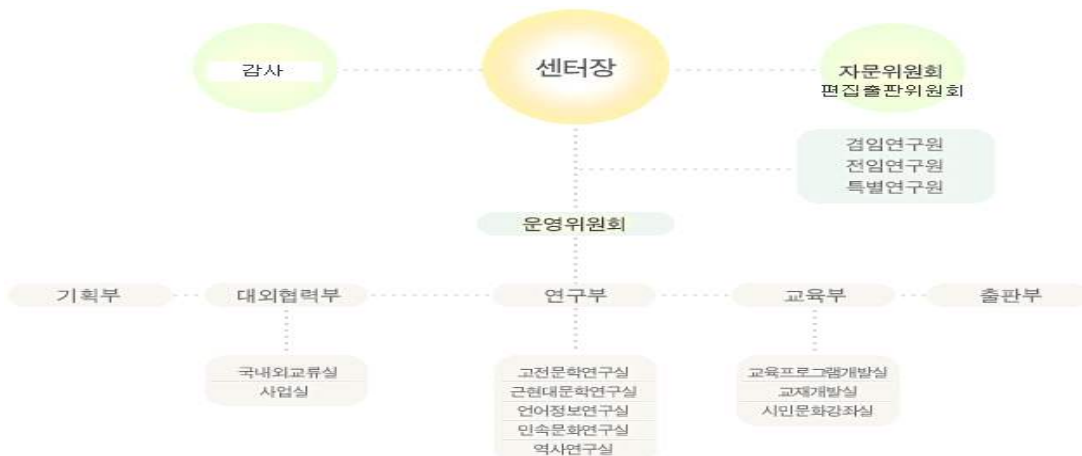 감사
센터장
자문위원회
편집출판위원회
겸임연구원
전임연구원
특별연구원
운영위원회
기획부
대외협력부
연구부
교육부
출판부
국내외교류실
사업실
고전문학연구실
근현대문학연구실
언어정보연구실
민속문화연구실
역사연구실
교육프로그램개발실
교재개발실
시민문화강좌실